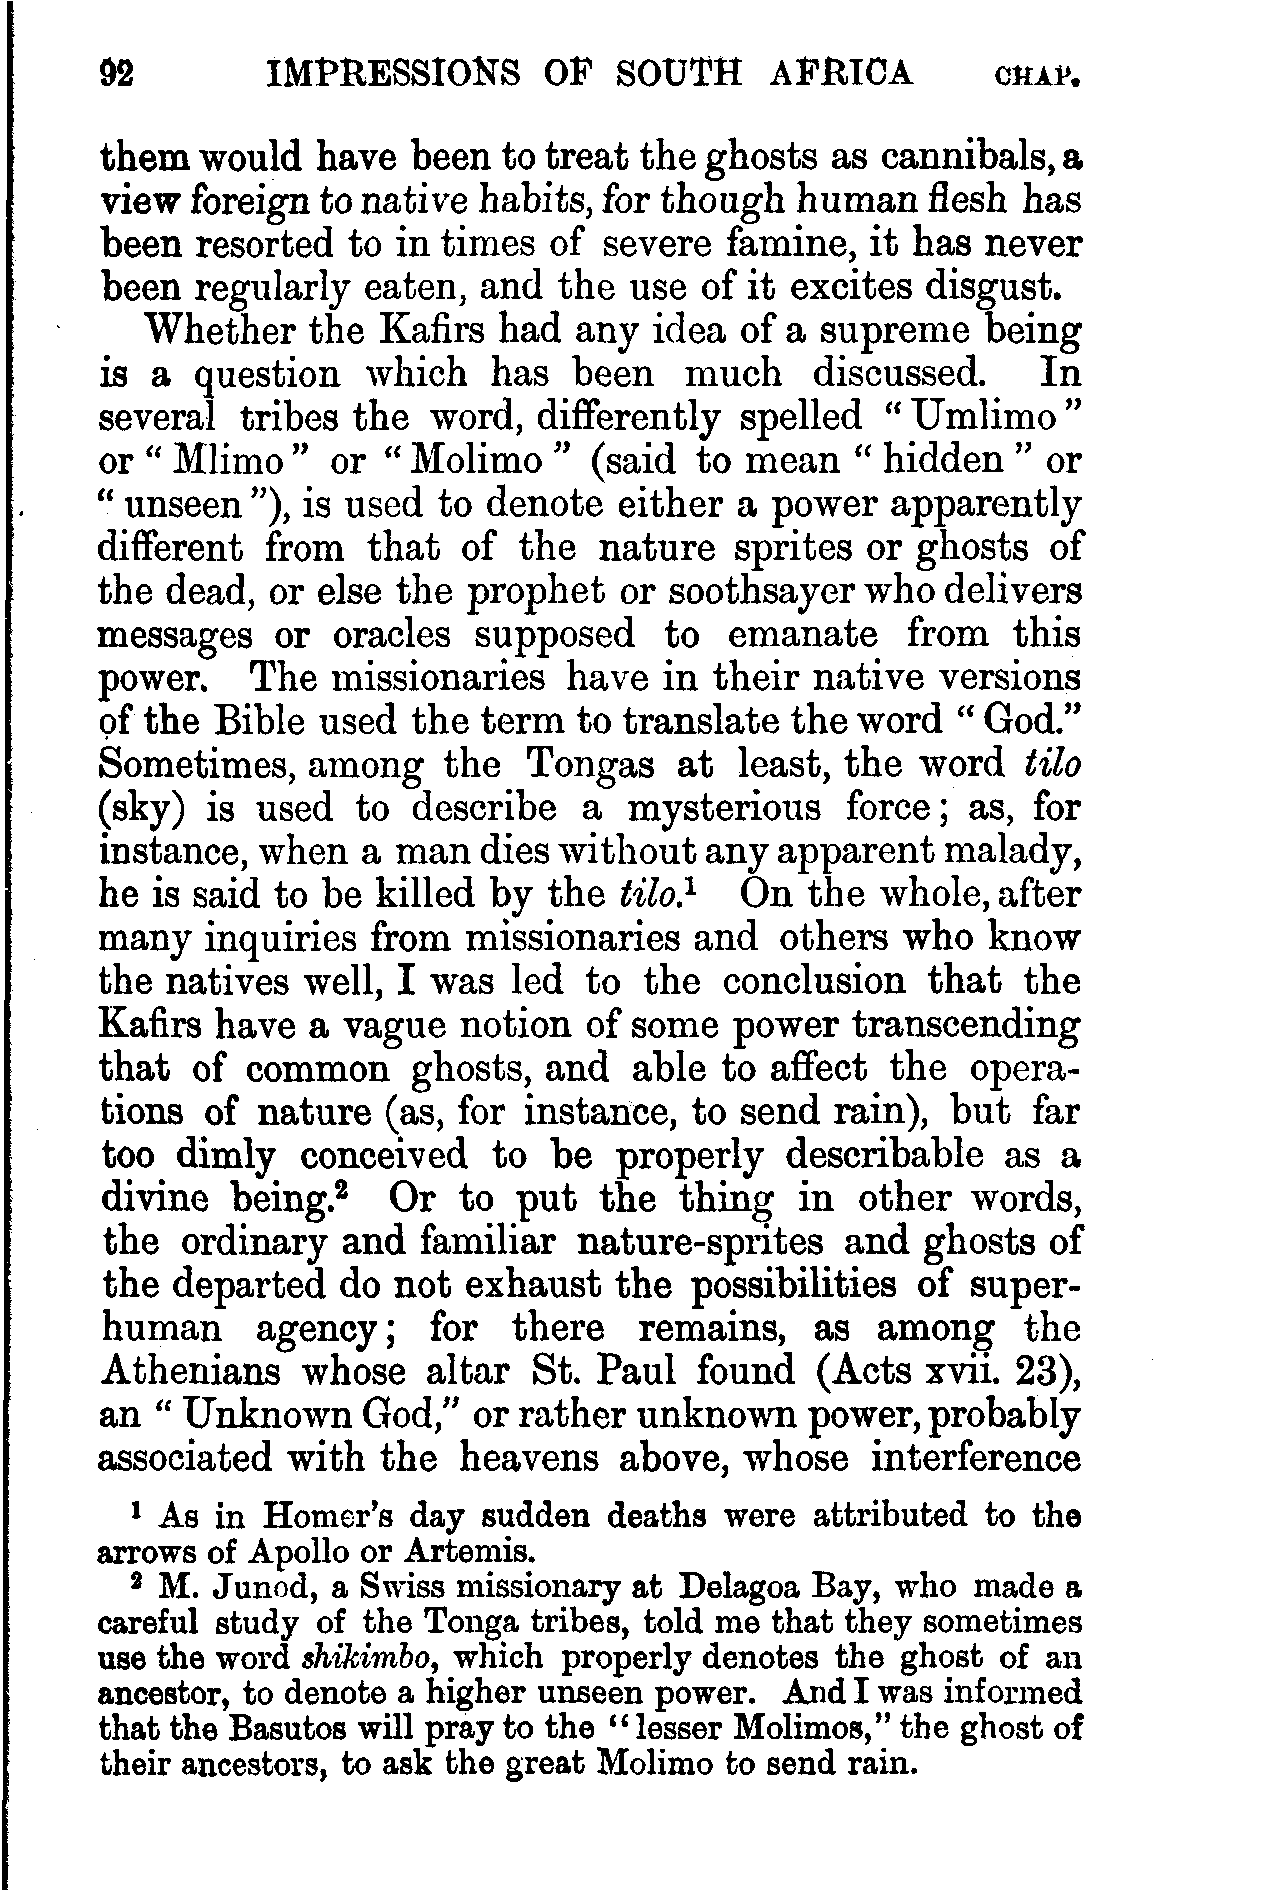 92 IMPRESSIONS OF SOUTH AFRICA CHAP.
them would have been to treat the ghosts as cannibals, a
view foreign to native habits, for though human flesh has
been resorted to in times of severe famine, it has never
been regularly eaten, and the use of it excites disgust.
Whether the Kafirs had any idea of a supreme being
is a question which has been much discussed. In
several tribes the word, differently spelled “ Umlimo ”
or “ Mlimo ” or “ Molimo ” (said to mean “ hidden ” or
“ unseen ”), is used to denote either a power apparently
different from that of the nature sprites or ghosts of
the dead, or else the prophet or soothsayer who delivers
messages or oracles supposed to emanate from this
power. The missionaries have in their native versions
of the Bible used the term to translate the word “ God.”
Sometimes, among the Tongas at least, the word tilo
(sky) is used to describe a mysterious force ; as, for
instance, when a man dies without any apparent malady,
he is said to be killed by the tilo.¹ On the whole, after
many inquiries from missionaries and others who know
the natives well, I was led to the conclusion that the
Kafirs have a vague notion of some power transcending
that of common ghosts, and able to affect the opera-
tions of nature (as, for instance, to send rain), but far
too dimly conceived to be properly describable as a
divine being.² Or to put the thing in other words,
the ordinary and familiar nature-sprites and ghosts of
the departed do not exhaust the possibilities of super-
human agency ; for there remains, as among the
Athenians whose altar St. Paul found (Acts xvii. 23),
an “ Unknown God,” or rather unknown power, probably
associated with the heavens above, whose interference
¹ As in Homer’s day sudden deaths were attributed to the
arrows of Apollo or Artemis.
² M. Junod, a Swiss missionary at Delagoa Bay, who made a
careful study of the Tonga tribes, told me that they sometimes
use the word shikimbo, which properly denotes the ghost of an
ancestor, to denote a higher unseen power. And I was informed
that the Basutos will pray to the “ lesser Molimos,” the ghost of
their ancestors, to ask the great Molimo to send rain.